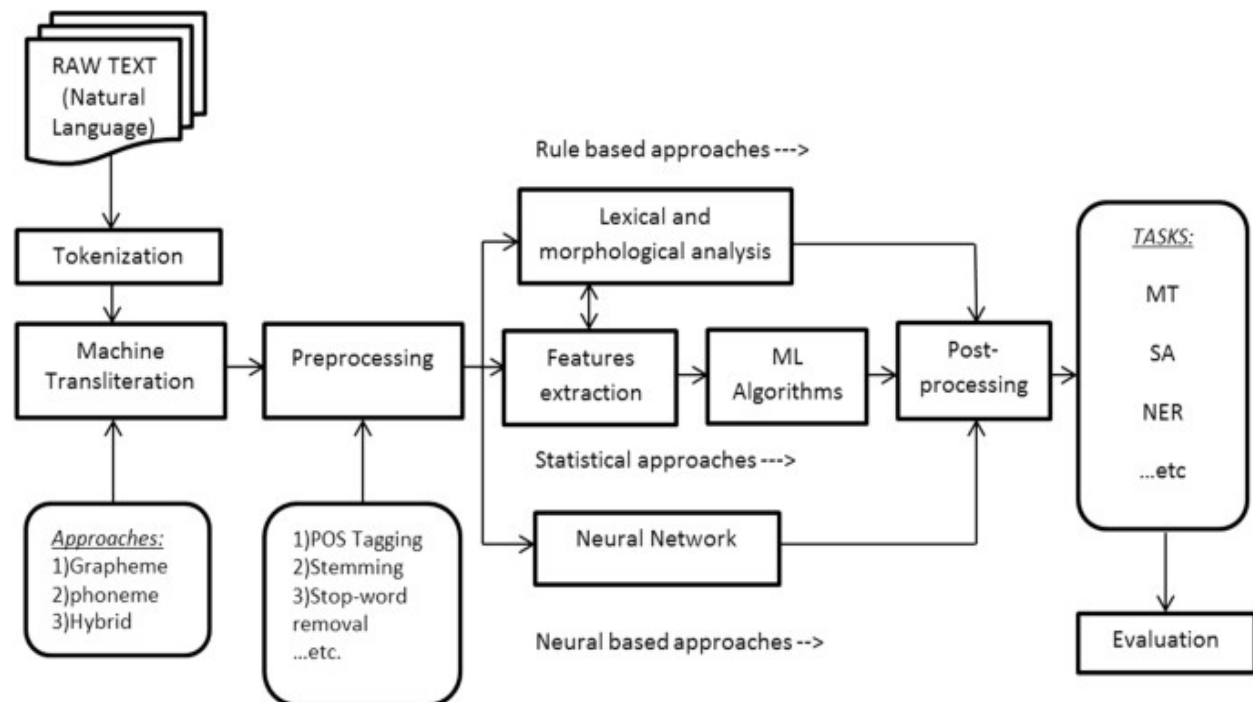 RAW TEXT
(Natural
Language)
Tokenization
Machine
Transliteration
Approaches:
1)Grapheme
2)phoneme
3)Hybrid
Preprocessing
1)POS Tagging
2)Stemming
3)Stop-word
removal
...etc.
Rule based approaches --->
Lexical and
morphological analysis
Features
extraction
ML
Algorithms
Statistical approaches --->
Neural Network
Neural based approaches -->
Post-
processing
TASKS:
MT
SA
NER
...etc
Evaluation